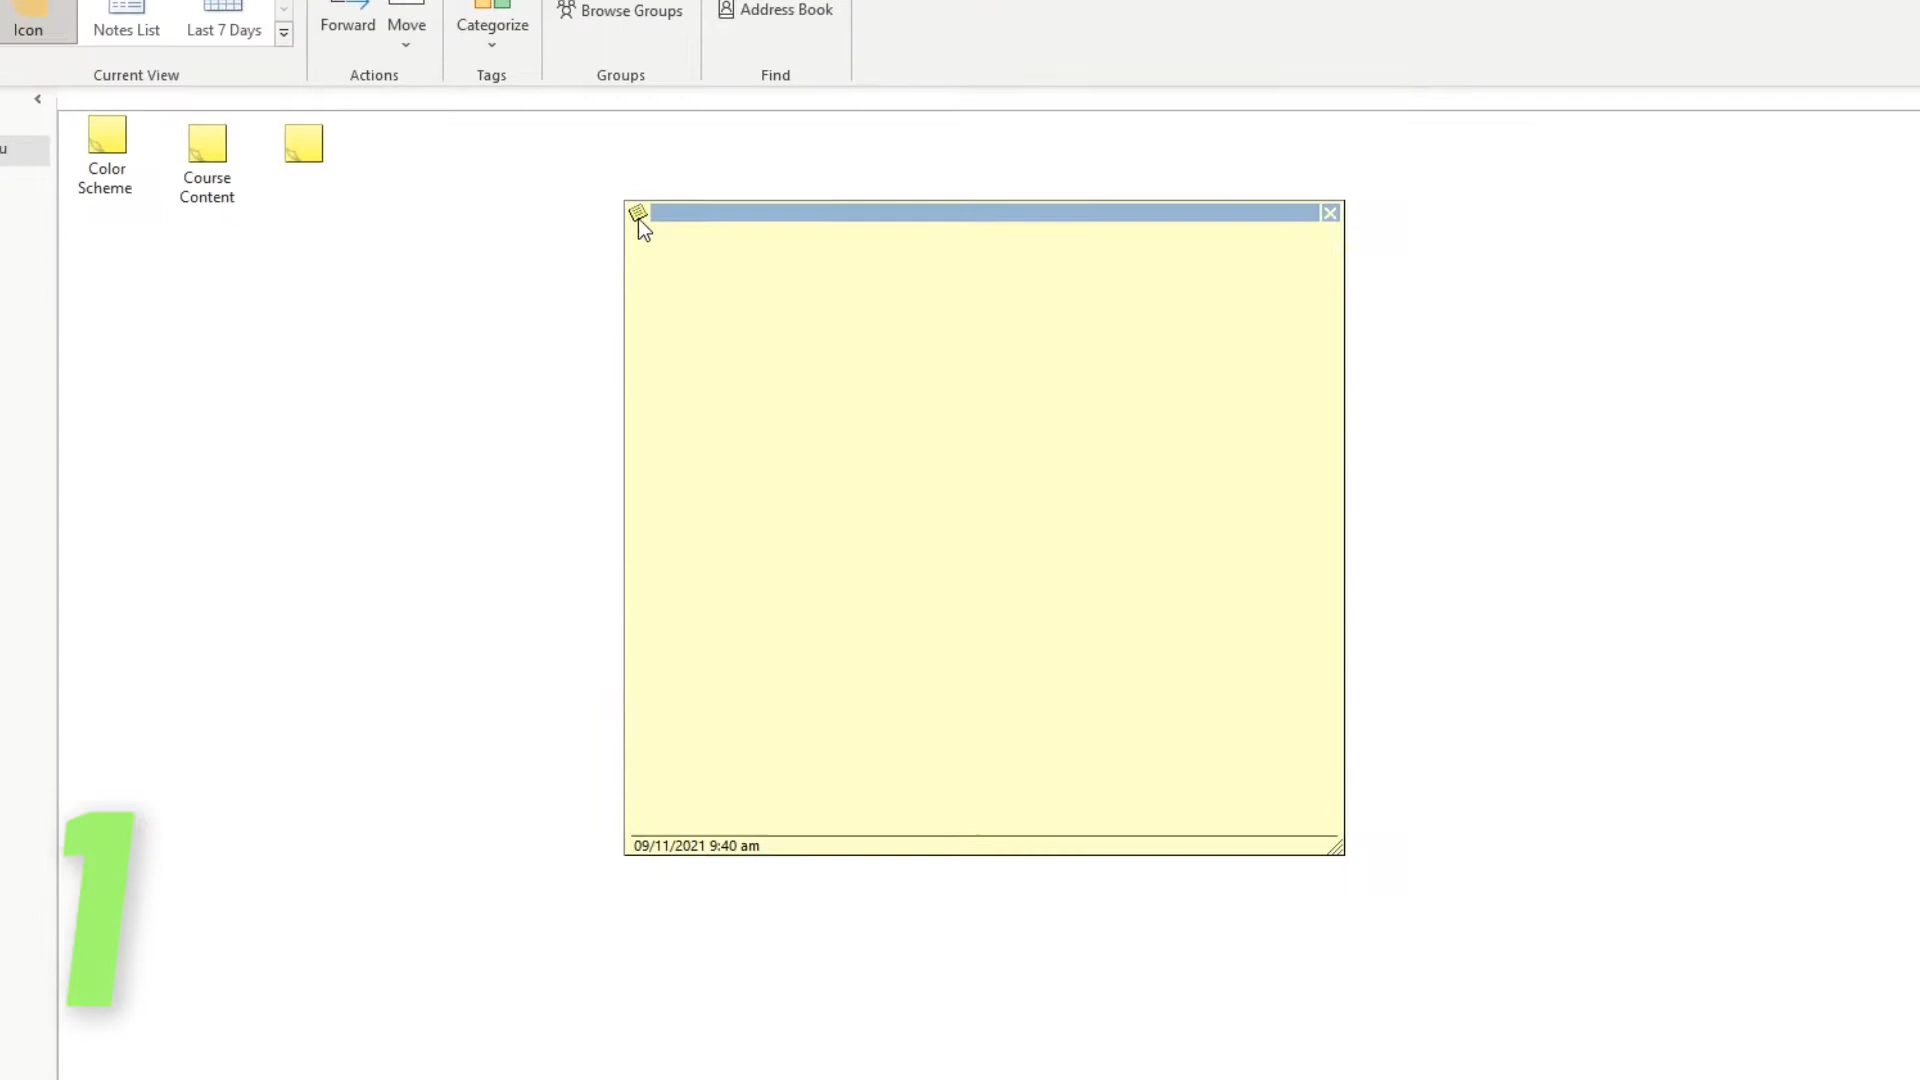 Icon
Notes List
Last 7 Days
Forward
Move
Categorize
Browse Groups
Address Book
Current View
Actions
Tags
Groups
Find
u
Color
Scheme
Course
Content
09/11/2021 9:40 am
1